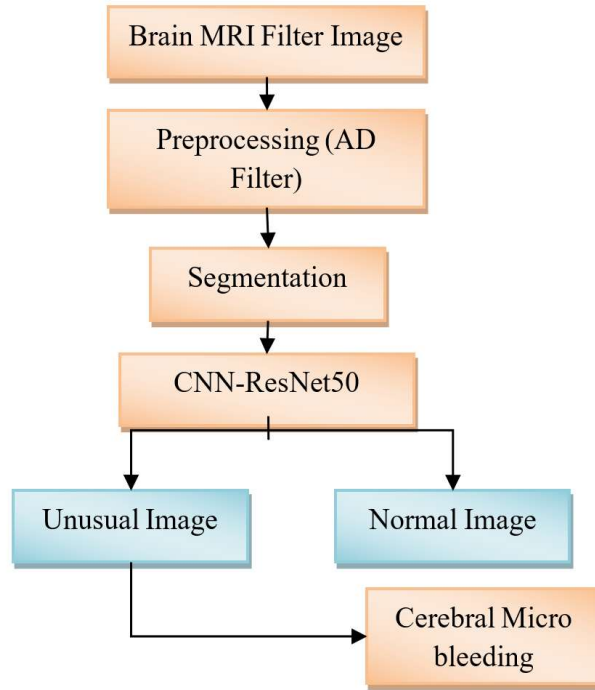 Brain MRI Filter Image
Preprocessing (AD
Filter)
Segmentation
CNN-ResNet50
Unusual Image
Normal Image
Cerebral Micro
bleeding